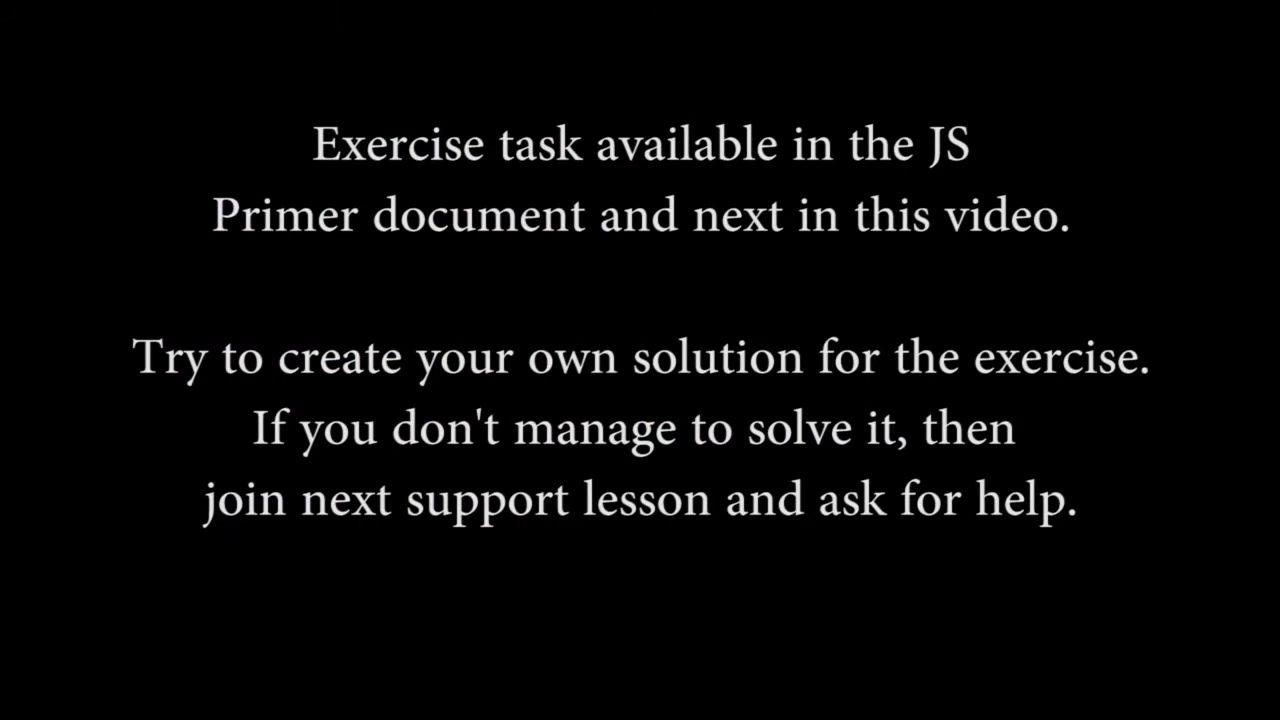 Exercise task available in the JS
Primer document and next in this video.
Try to create your own solution for the exercise.
If you don't manage to solve it, then
join next support lesson and ask for help.